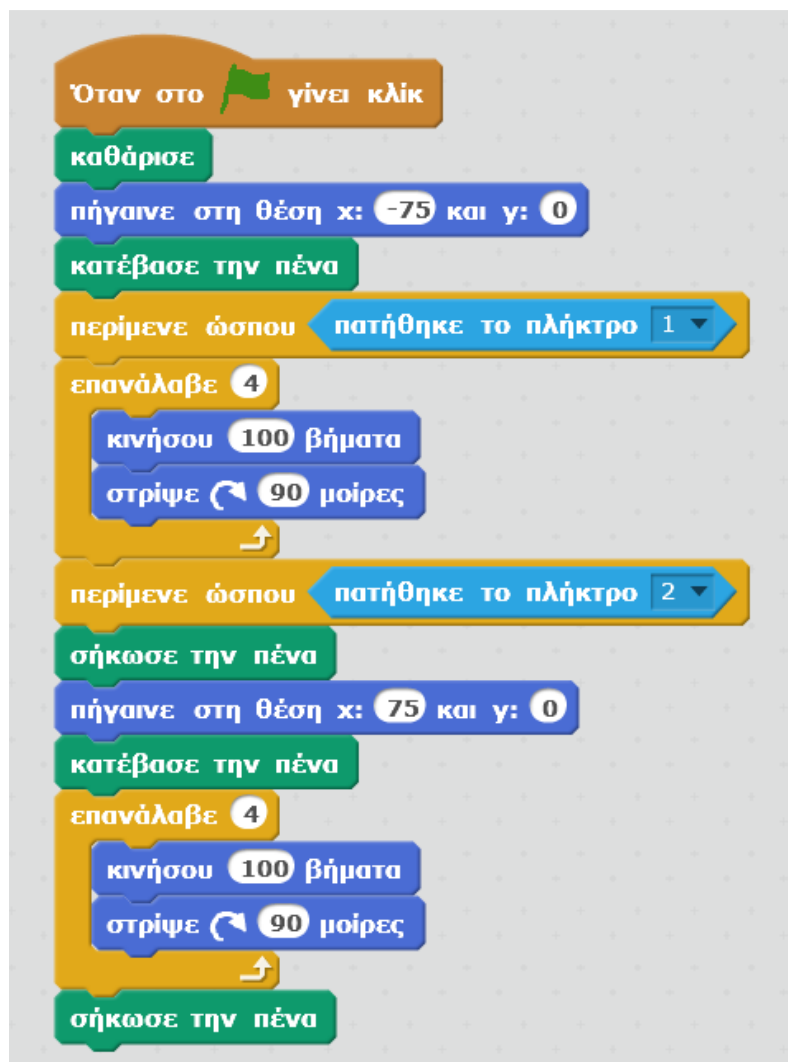 Όταν στο γίνει κλίκ
καθάρισε
πήγαινε στη θέση x: -75 και y: 0
κατέβασε την πένα
περίμενε ώσπου πατήθηκε το πλήκτρο 1
επανάλαβε 4
κινήσου 100 βήματα
στρίψε 90 μοίρες
περίμενε ώσπου πατήθηκε το πλήκτρο 2
σήκωσε την πένα
πήγαινε στη θέση x: 75 και y: 0
κατέβασε την πένα
επανάλαβε 4
κινήσου 100 βήματα
στρίψε 90 μοίρες
σήκωσε την πένα